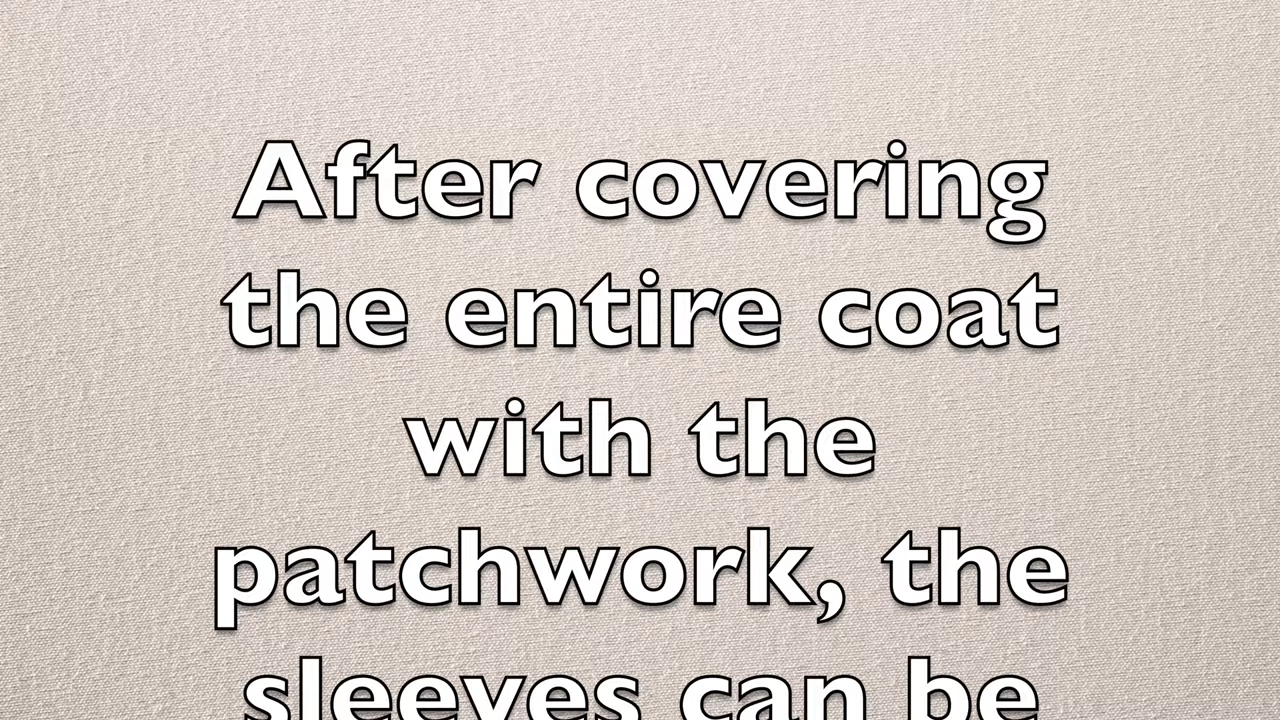 After covering
the entire coat
with the
patchwork, the
sleeves can be